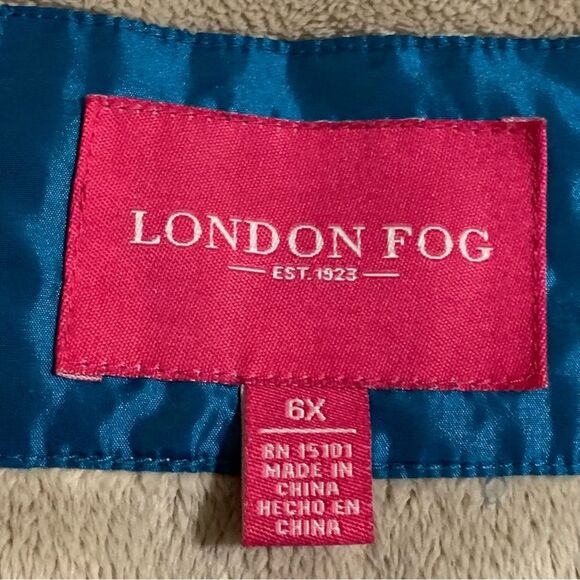 LONDON FOG
EST. 1923
6X
RN 15101
MADE IN
CHINA
HECHO EN
CHINA